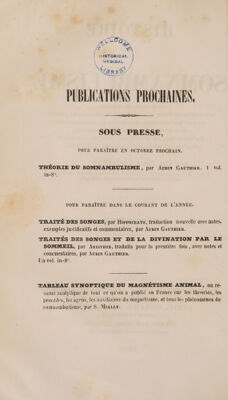 WELLCOME
HISTORICAL
MEDICAL
LIBRARY
PUBLICATIONS PROCHAINES.
SOUS PRESSE,
POUR PARAÎTRE EN OCTOBRE PROCHAIN.
THÉORIE DU SOMNAMBULISME, par AUBIN GAUTHIER. 1 vol.
in-8°.
POUR PARAÎTRE DANS LE COURANT DE L'ANNÉE.
TRAITÉ DES SONGES, par HIPPOCRATE, traduction nouvelle avec notes,
exemples justificatifs et commentaires, par AUBIN GAUTHIER.
TRAITÉS DES SONGES ET DE LA DIVINATION PAR LE
SOMMEIL, par ARISTOTE, traduits pour la première fois, avec notes et
commentaires, par AUBIN GAUTHIER.
Un vol. in-8°.
TABLEAU SYNOPTIQUE DU MAGNÉTISME ANIMAL, ou ré-
sumé analytique de tout ce qu'on a publié en France sur les théories, les
procédés, les agens, les auxiliaires du magnétisme, et tous les phénomènes du
somnambulisme, par S.